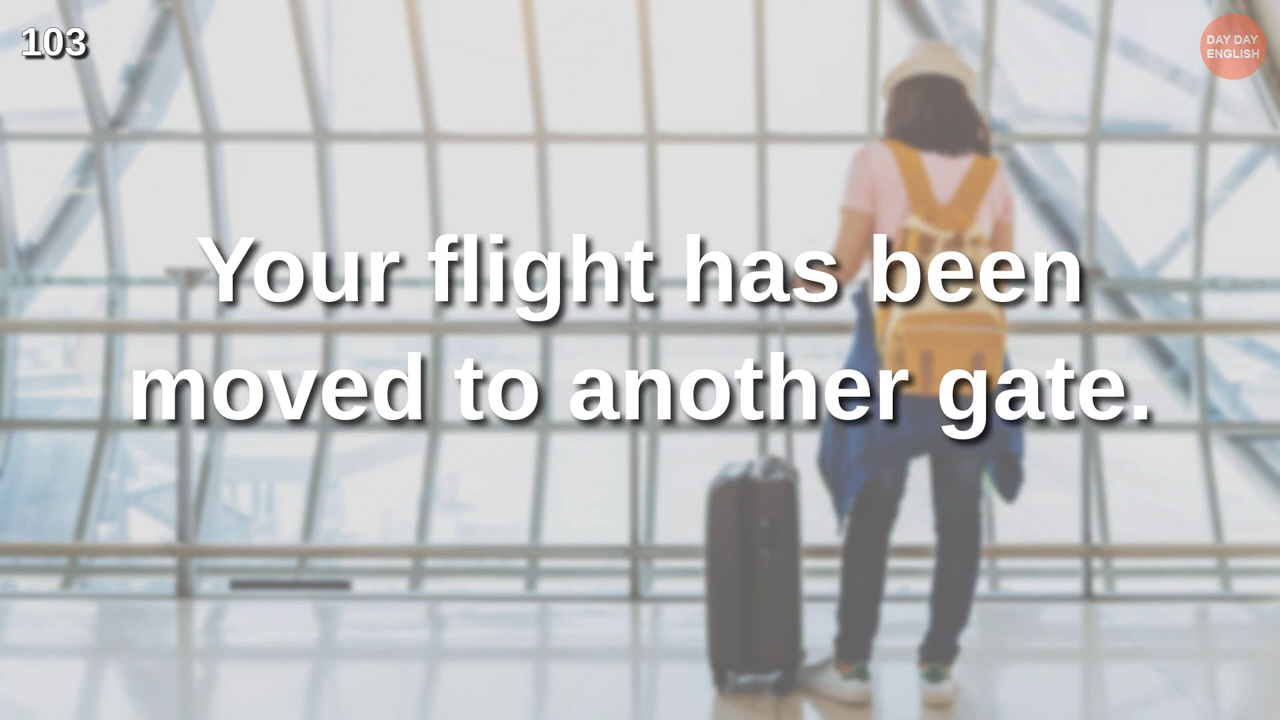 103
DAY DAY
ENGLISH
Your flight has been
moved to another gate.